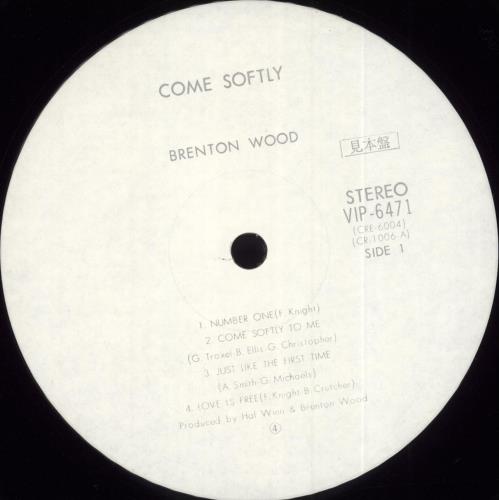 COME SOFTLY
BRENTON WOOD
見本盤
STEREO
VIP-6471
(CRE-6004)
(CR-1006-A)
SIDE 1
1. NUMBER ONE(F. Knight)
2. COME SOFTLY TO ME
(G. Troxel-B. Ellis-G. Christopher)
3. JUST LIKE THE FIRST TIME
(A. Smith-G. Michaels)
4. LOVE IS FREE(F. Knight-B. Crutcher)
Produced by Hal Winn & Brenton Wood
④